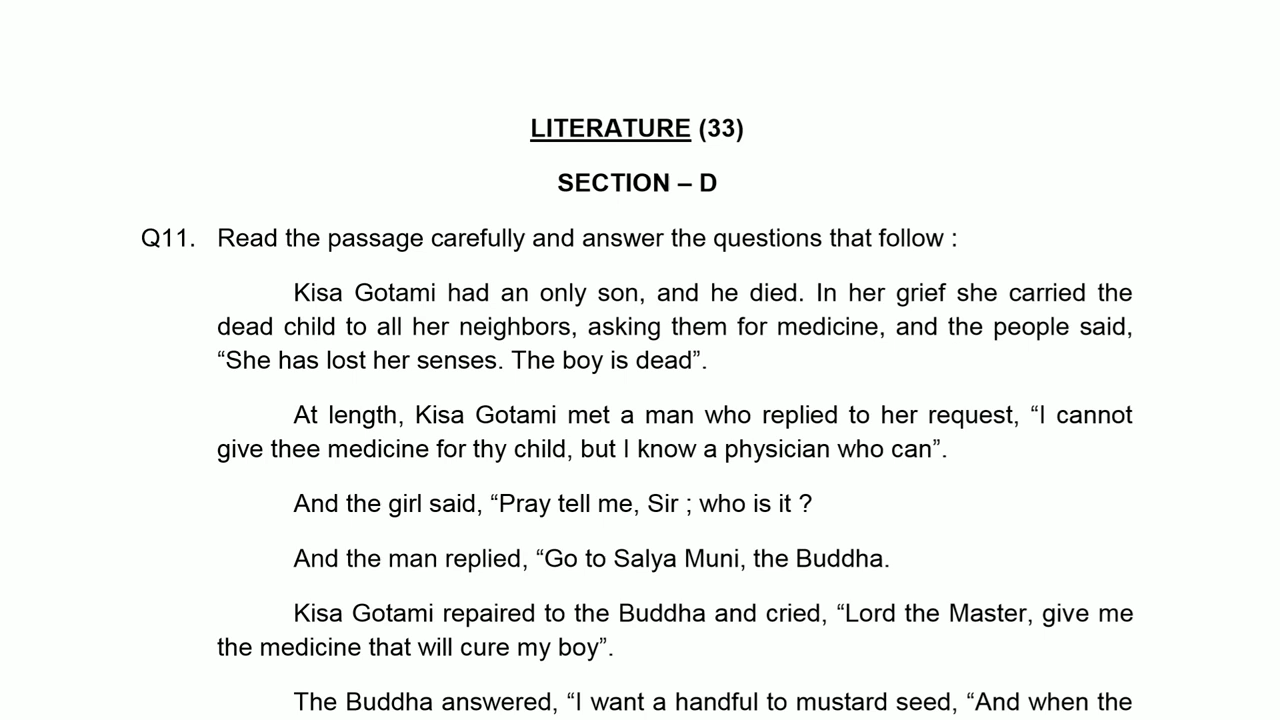 LITERATURE (33)
SECTION – D
Q11. Read the passage carefully and answer the questions that follow :
Kisa Gotami had an only son, and he died. In her grief she carried the
dead child to all her neighbors, asking them for medicine, and the people said,
“She has lost her senses. The boy is dead”.
At length, Kisa Gotami met a man who replied to her request, “I cannot
give thee medicine for thy child, but I know a physician who can”.
And the girl said, “Pray tell me, Sir ; who is it ?
And the man replied, “Go to Salya Muni, the Buddha.
Kisa Gotami repaired to the Buddha and cried, “Lord the Master, give me
the medicine that will cure my boy”.
The Buddha answered, “I want a handful to mustard seed, “And when the